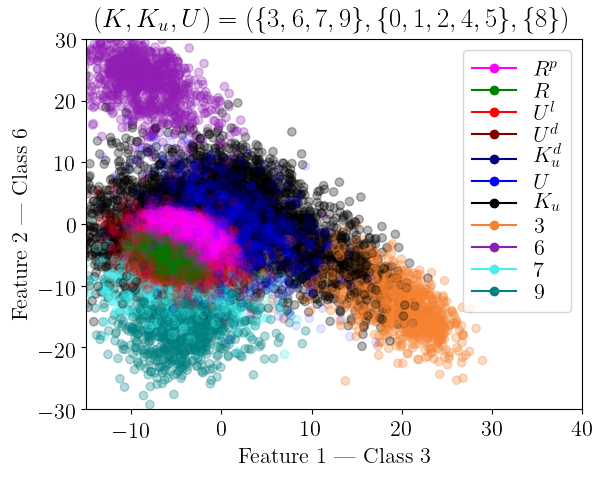 (K, K_u, U) = ({3, 6, 7, 9}, {0, 1, 2, 4, 5}, {8})
30
20
10
0
−10
−20
−30
Feature 2 — Class 6
R^p
R
U^l
U^d
K_u^d
U
K_u
3
6
7
9
−10
0
10
20
30
40
Feature 1 — Class 3